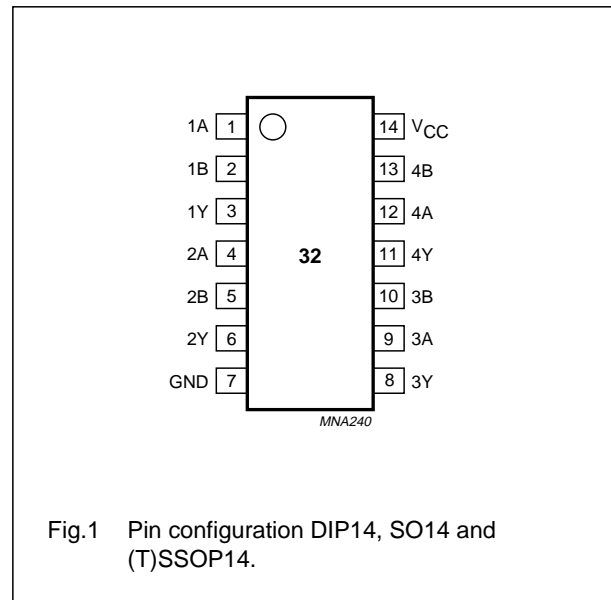 1A 1 14 VCC
1B 2 13 4B
1Y 3 12 4A
2A 4 32 11 4Y
2B 5 10 3B
2Y 6 9 3A
GND 7 8 3Y
MNA240
Fig.1 Pin configuration DIP14, SO14 and
(T)SSOP14.